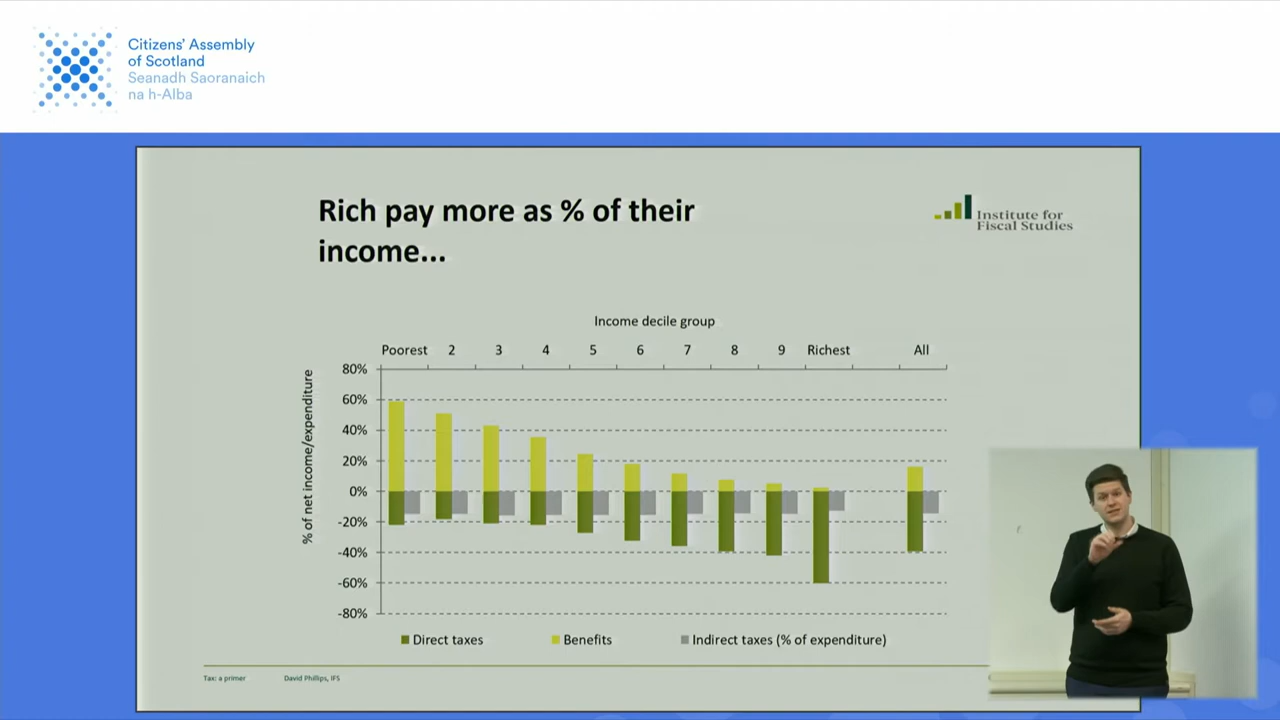 Citizens' Assembly
of Scotland
Seanadh Saoranaich
na h-Alba
Rich pay more as % of their
income...
Institute for
Fiscal Studies
Income decile group
Poorest 2 3 4 5 6 7 8 9 Richest All
% of net income/expenditure
80%
60%
40%
20%
0%
-20%
-40%
-60%
-80%
Direct taxes Benefits Indirect taxes (% of expenditure)
Tax: a primer David Phillips, IFS